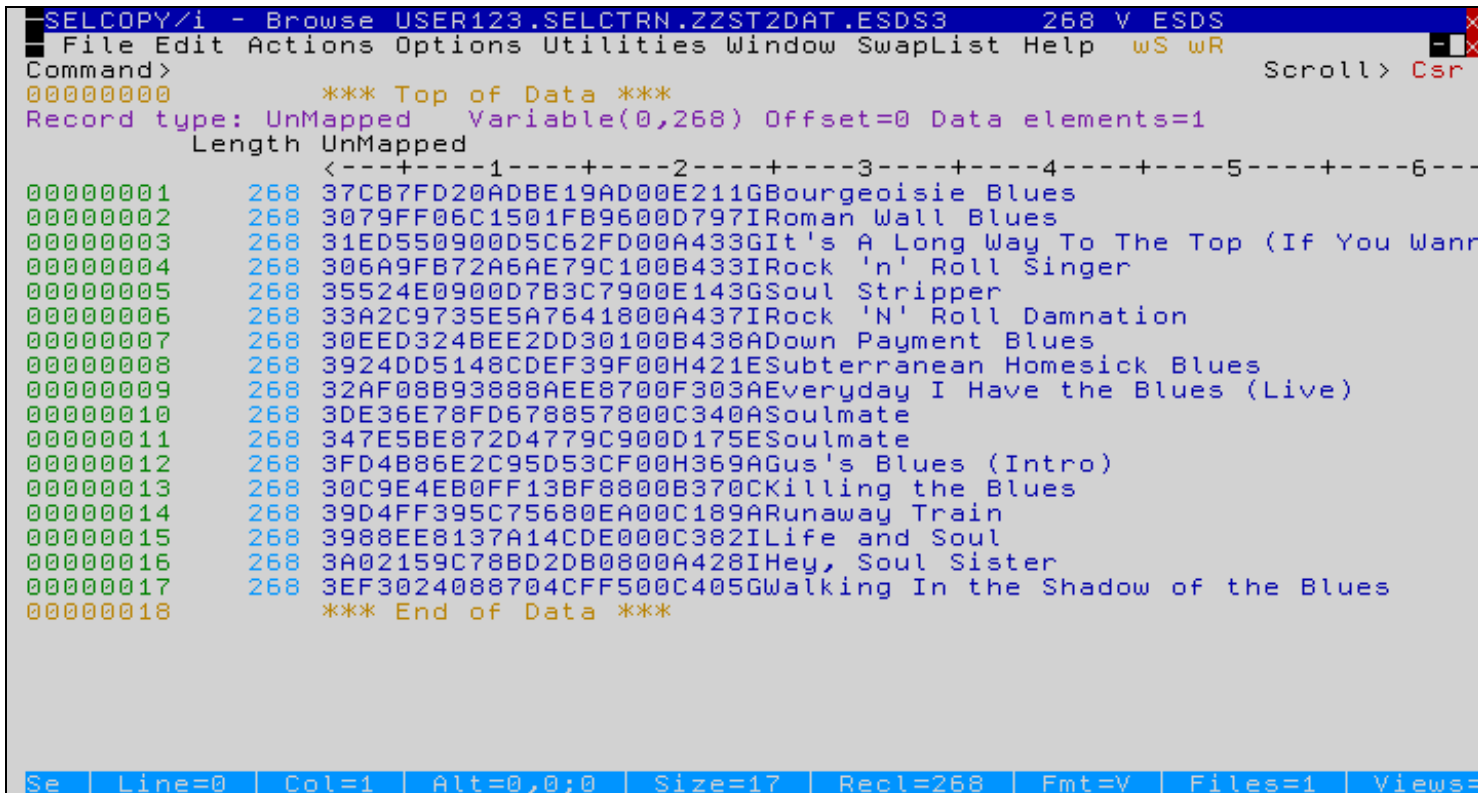 SELCOPY/i - Browse USER123.SELCTRN.ZZST2DAT.ESDS3     268 V ESDS
File Edit Actions Options Utilities Window SwapList Help  wS wR
Command>                                                            Scroll> Csr
00000000        *** Top of Data ***
Record type: UnMapped   Variable(0,268) Offset=0 Data elements=1
         Length UnMapped
                <---+----1----+----2----+----3----+----4----+----5----+----6---
00000001    268 37CB7FD20ADBE19AD00E211GBourgeoisie Blues
00000002    268 3079FF06C1501FB9600D797IRoman Wall Blues
00000003    268 31ED550900D5C62FD00A433GIt's A Long Way To The Top (If You Wann
00000004    268 306A9FB72A6AE79C100B433IRock 'n' Roll Singer
00000005    268 35524E0900D7B3C7900E143GSoul Stripper
00000006    268 33A2C9735E5A7641800A437IRock 'N' Roll Damnation
00000007    268 30EED324BEE2DD30100B438ADown Payment Blues
00000008    268 3924DD5148CDEF39F00H421ESubterranean Homesick Blues
00000009    268 32AF08B93888AEE8700F303AEveryday I Have the Blues (Live)
00000010    268 3DE36E78FD678857800C340ASoulmate
00000011    268 347E5BE872D4779C900D175ESoulmate
00000012    268 3FD4B86E2C95D53CF00H369AGus's Blues (Intro)
00000013    268 30C9E4EB0FF13BF8800B370CKilling the Blues
00000014    268 39D4FF395C75680EA00C189ARunaway Train
00000015    268 3988EE8137A14CDE000C382ILife and Soul
00000016    268 3A02159C78BD2DB0800A428IHey, Soul Sister
00000017    268 3EF3024088704CFF500C405GWalking In the Shadow of the Blues
00000018        *** End of Data ***
Se | Line=0 | Col=1 | Alt=0,0;0 | Size=17 | Recl=268 | Fmt=V | Files=1 | Views=